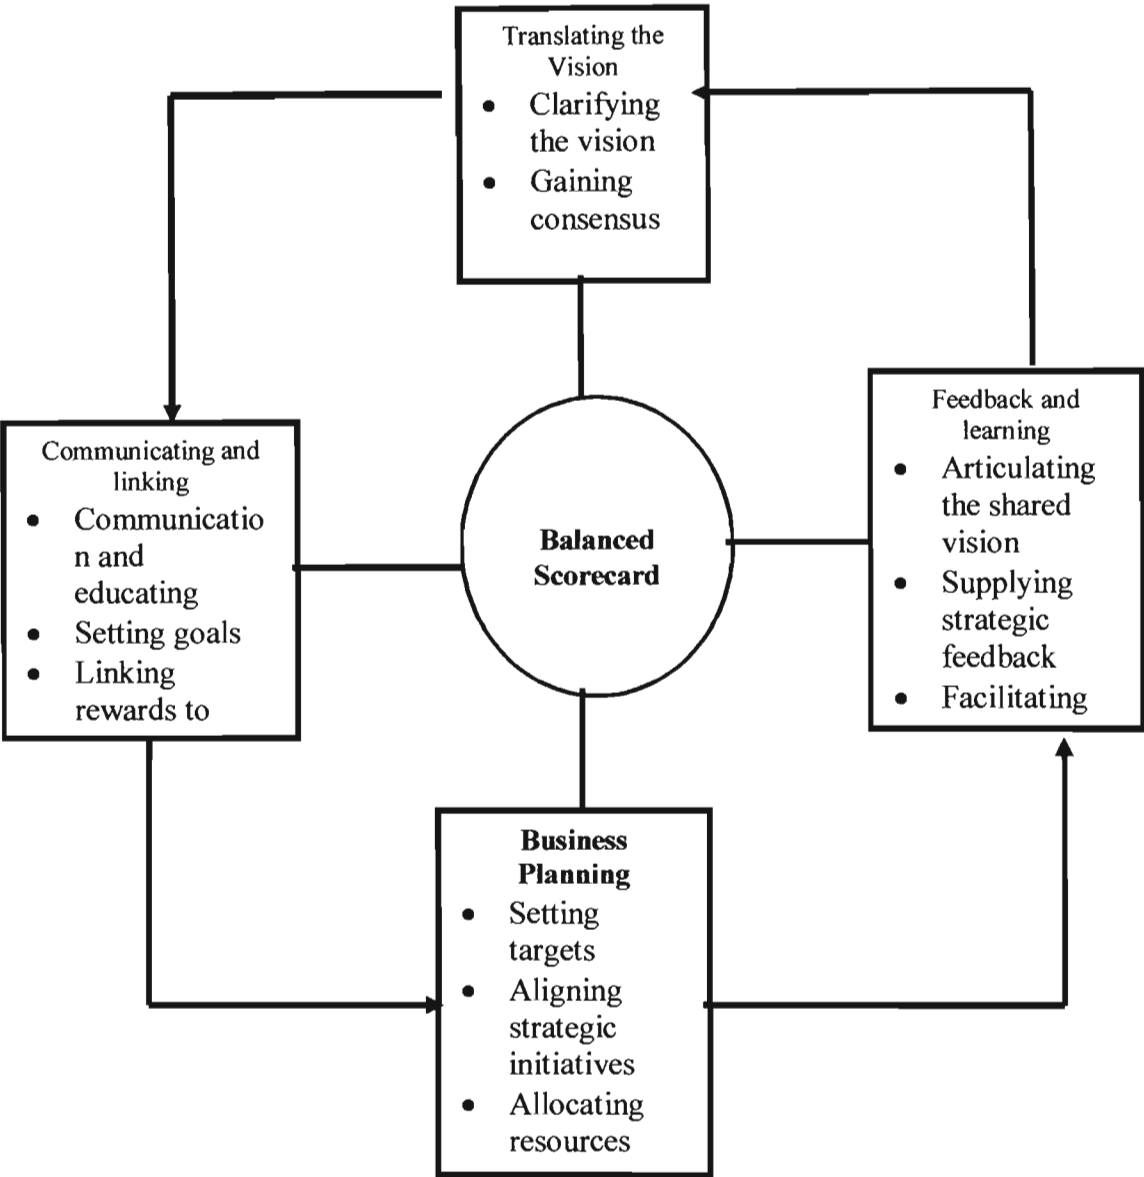 Translating the
Vision
• Clarifying
the vision
• Gaining
consensus
Communicating and
linking
• Communicatio
n and
educating
• Setting goals
• Linking
rewards to
Balanced
Scorecard
Feedback and
learning
• Articulating
the shared
vision
• Supplying
strategic
feedback
• Facilitating
Business
Planning
• Setting
targets
• Aligning
strategic
initiatives
• Allocating
resources